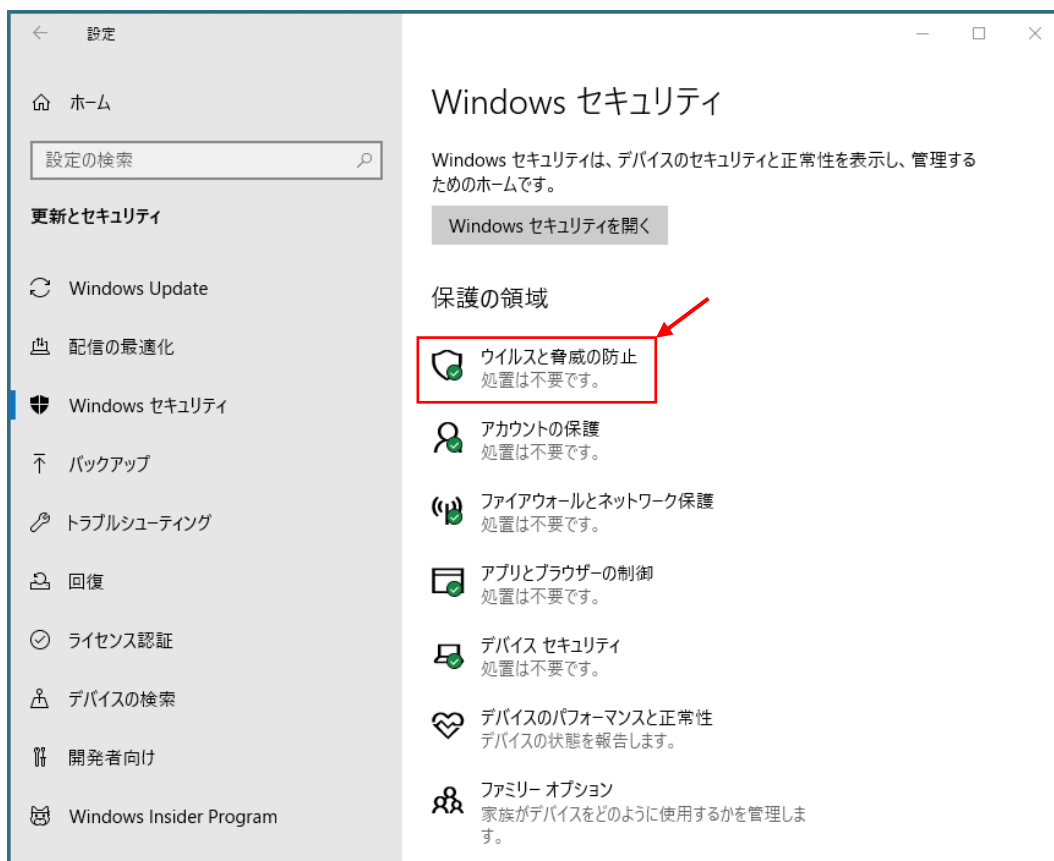 設定
ホーム
設定の検索
更新とセキュリティ
Windows Update
配信の最適化
Windows セキュリティ
バックアップ
トラブルシューティング
回復
ライセンス認証
デバイスの検索
開発者向け
Windows Insider Program
Windows セキュリティ
Windows セキュリティは、デバイスのセキュリティと正常性を表示し、管理する
ためのホームです。
Windows セキュリティを開く
保護の領域
ウイルスと脅威の防止
処置は不要です。
アカウントの保護
処置は不要です。
ファイアウォールとネットワーク保護
処置は不要です。
アプリとブラウザーの制御
処置は不要です。
デバイス セキュリティ
処置は不要です。
デバイスのパフォーマンスと正常性
デバイスの状態を報告します。
ファミリー オプション
家族がデバイスをどのように使用するかを管理しま
す。